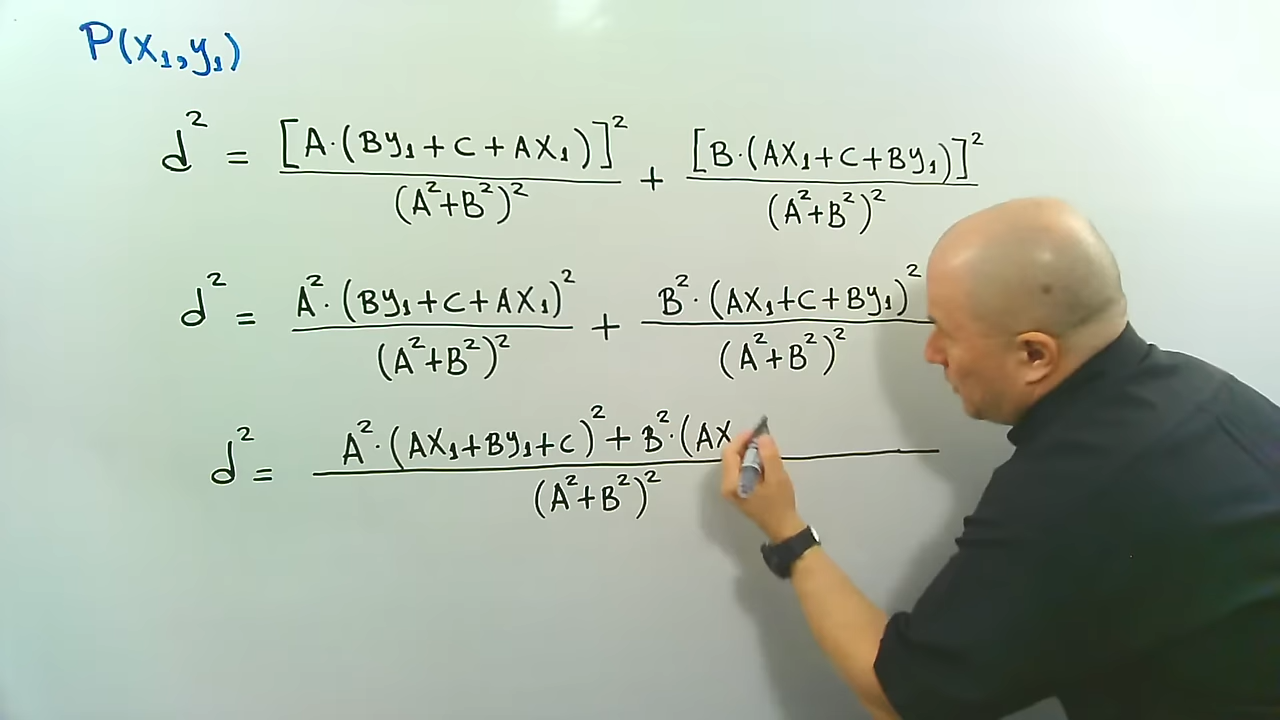 P(x₁,y₁)
d² = [A·(By₁+C+Ax₁)]²/(A²+B²)² + [B·(Ax₁+C+By₁)]²/(A²+B²)²
d² = A²·(By₁+C+Ax₁)²/(A²+B²)² + B²·(Ax₁+C+By₁)²/(A²+B²)²
d² = A²·(Ax₁+By₁+C)²+B²·(Ax/(A²+B²)²